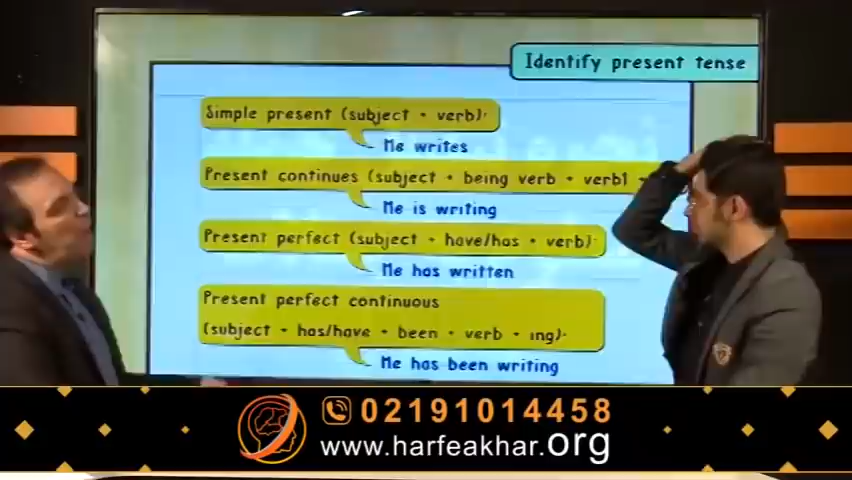 Identify present tense
Simple present (subject + verb):
He writes
Present continues (subject + being verb + verb1 +
He is writing
Present perfect (subject + have/has + verb):
He has written
Present perfect continuous
(subject + has/have + been + verb + ing):
He has been writing
02191014458
www.harfeakhar.org